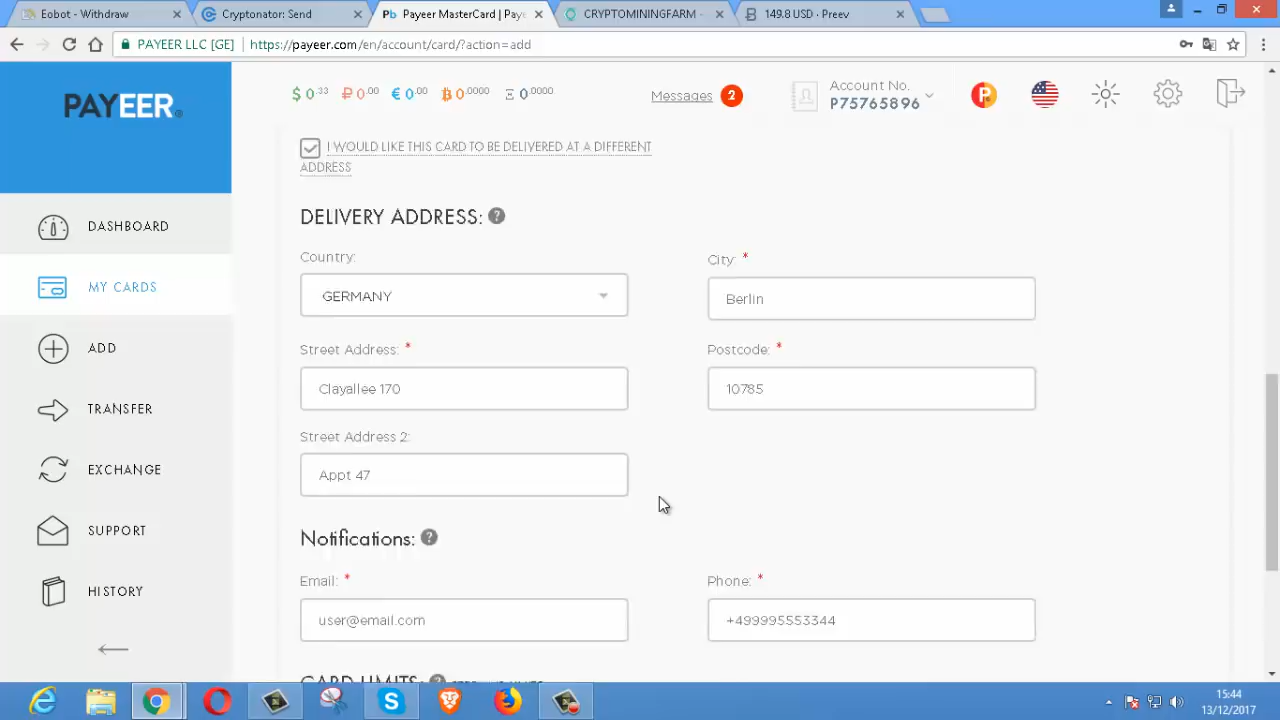 Eobot - Withdraw
Cryptonator: Send
Payeer MasterCard | Paye
CRYPTOMININGFARM -
149.8 USD - Preev
PAYEER LLC [GE]
https://payeer.com/en/account/card/?action=add
PAYEER
$ 0.33
₽0.00
€ 0.00
0.0000
Ξ 0.0000
Messages
2
Account No.
P75765896
I WOULD LIKE THIS CARD TO BE DELIVERED AT A DIFFERENT
ADDRESS
DASHBOARD
MY CARDS
ADD
TRANSFER
EXCHANGE
SUPPORT
HISTORY
DELIVERY ADDRESS: ?
Country:
GERMANY
City: *
Berlin
Street Address: *
Clayallee 170
Postcode: *
10785
Street Address 2:
Appt 47
Notifications: ?
Email: *
user@email.com
Phone: *
+499995553344
CARD LIMITS: ?
15:44
13/12/2017